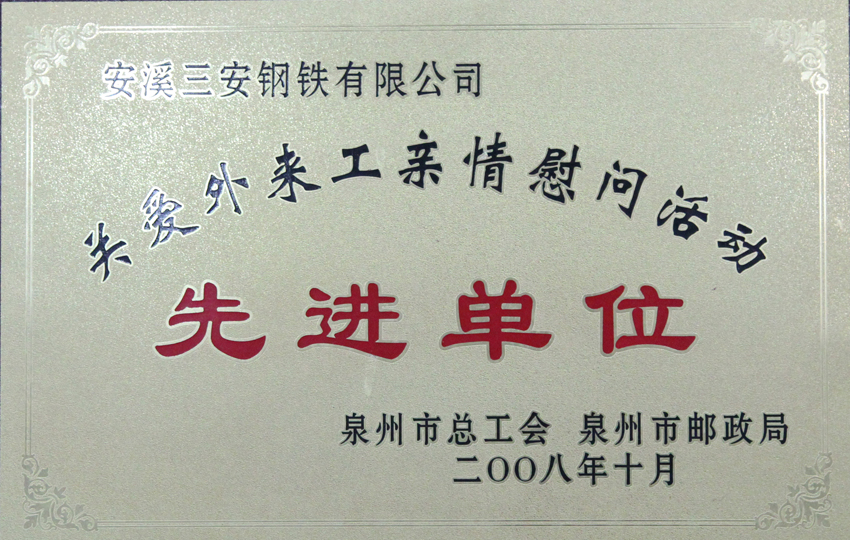 安溪三安钢铁有限公司
关爱外来工亲情慰问活动
先进单位
泉州市总工会 泉州市邮政局
二〇〇八年十月